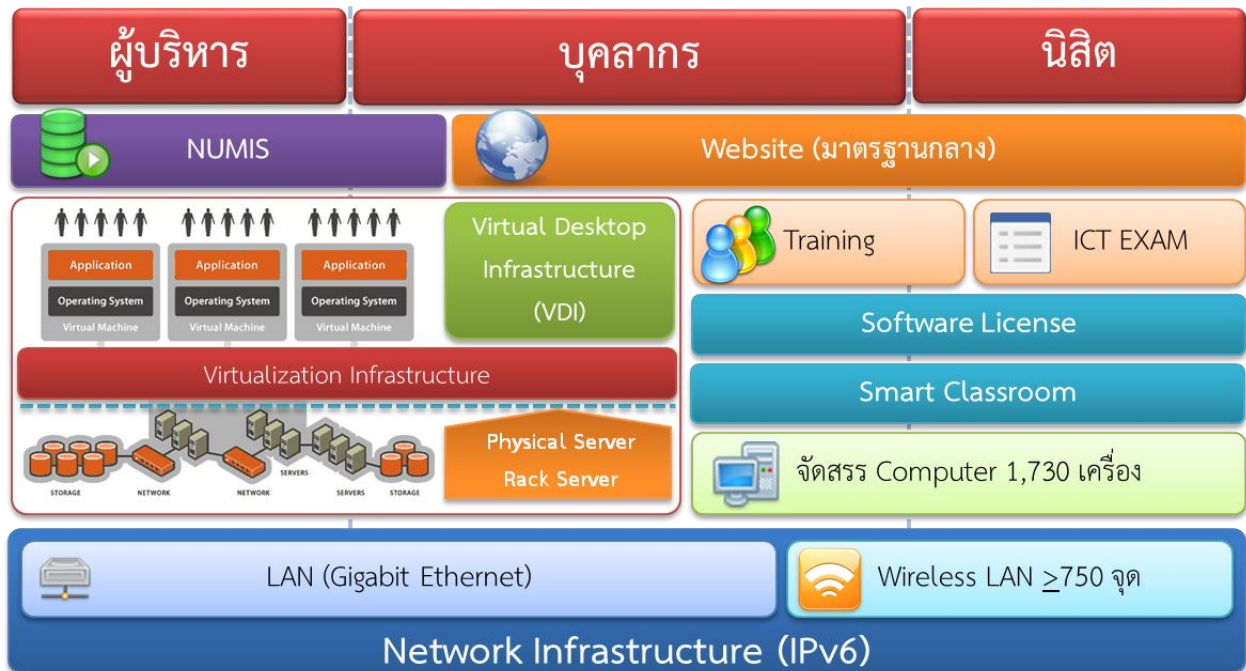 ผู้บริหาร
บุคลากร
นิสิต
NUMIS
Website (มาตรฐานกลาง)
Application
Operating System
Virtual Machine
Application
Operating System
Virtual Machine
Application
Operating System
Virtual Machine
Virtual Desktop
Infrastructure
(VDI)
Training
ICT EXAM
Software License
Virtualization Infrastructure
Smart Classroom
STORAGE
NETWORK
NETWORK
SERVERS
SERVERS
STORAGE
Physical Server
Rack Server
จัดสรร Computer 1,730 เครื่อง
LAN (Gigabit Ethernet)
Wireless LAN ≥750 จุด
Network Infrastructure (IPv6)